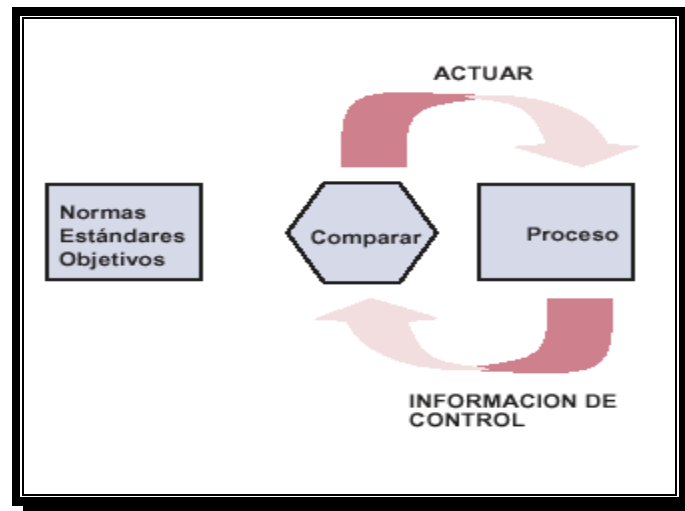 ACTUAR
Normas
Estándares
Objetivos
Comparar
Proceso
INFORMACION DE
CONTROL